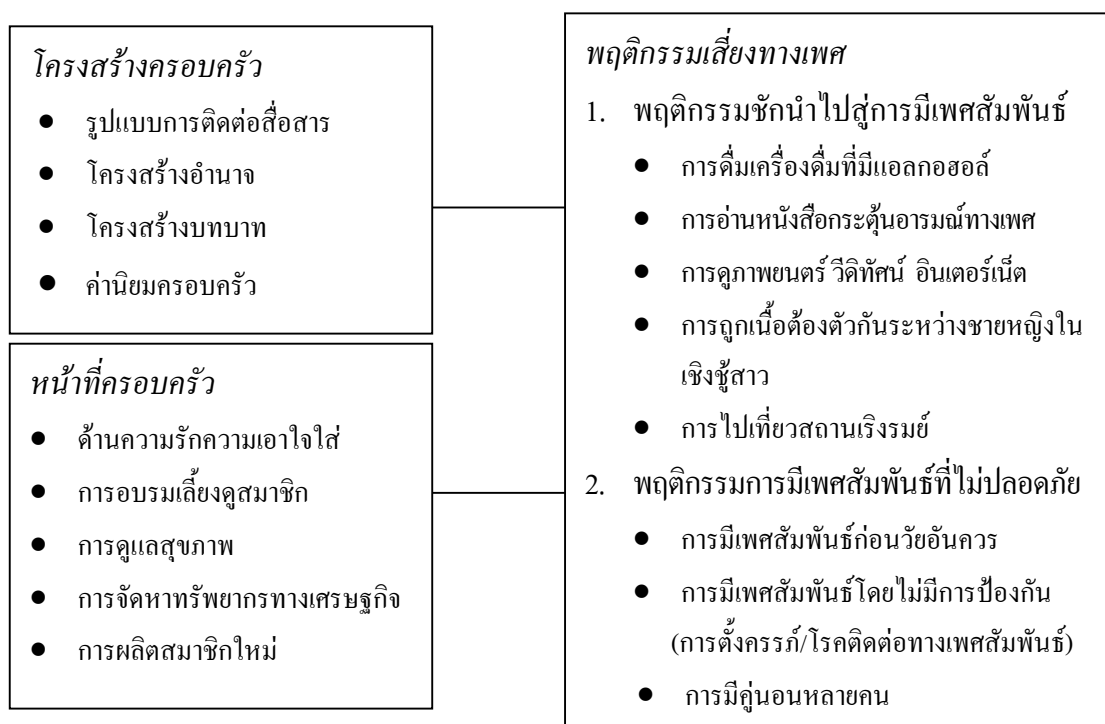 โครงสร้างครอบครัว
● รูปแบบการติดต่อสื่อสาร
● โครงสร้างอำนาจ
● โครงสร้างบทบาท
● ค่านิยมครอบครัว
หน้าที่ครอบครัว
● ด้านความรักความเอาใจใส่
● การอบรมเลี้ยงดูสมาชิก
● การดูแลสุขภาพ
● การจัดหาทรัพยากรทางเศรษฐกิจ
● การผลิตสมาชิกใหม่
พฤติกรรมเสี่ยงทางเพศ
1. พฤติกรรมชักนำไปสู่การมีเพศสัมพันธ์
● การดื่มเครื่องดื่มที่มีแอลกอฮอล์
● การอ่านหนังสือกระตุ้นอารมณ์ทางเพศ
● การดูภาพยนตร์ วีดิทัศน์ อินเตอร์เน็ต
● การถูกเนื้อต้องตัวกันระหว่างชายหญิงใน
เชิงชู้สาว
● การไปเที่ยวสถานเริงรมย์
2. พฤติกรรมการมีเพศสัมพันธ์ที่ไม่ปลอดภัย
● การมีเพศสัมพันธ์ก่อนวัยอันควร
● การมีเพศสัมพันธ์โดยไม่มีการป้องกัน
(การตั้งครรภ์/โรคติดต่อทางเพศสัมพันธ์)
● การมีคู่นอนหลายคน